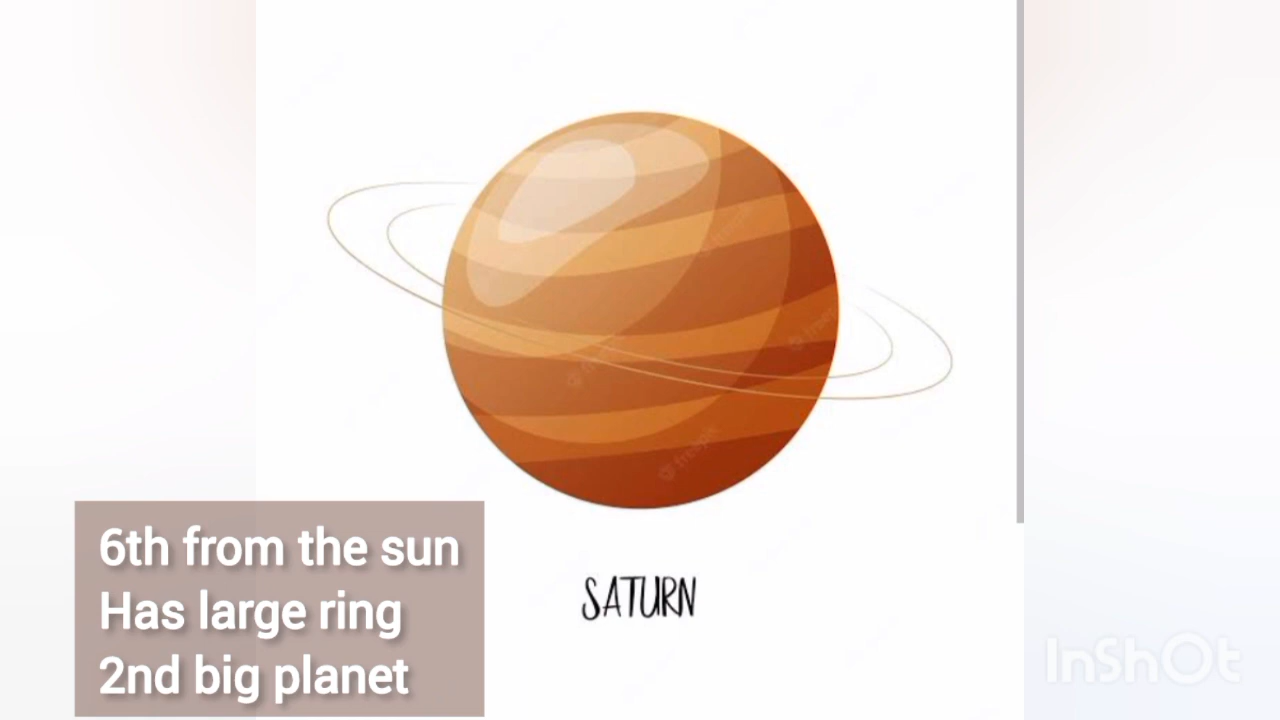 SATURN
6th from the sun
Has large ring
2nd big planet
InShOt